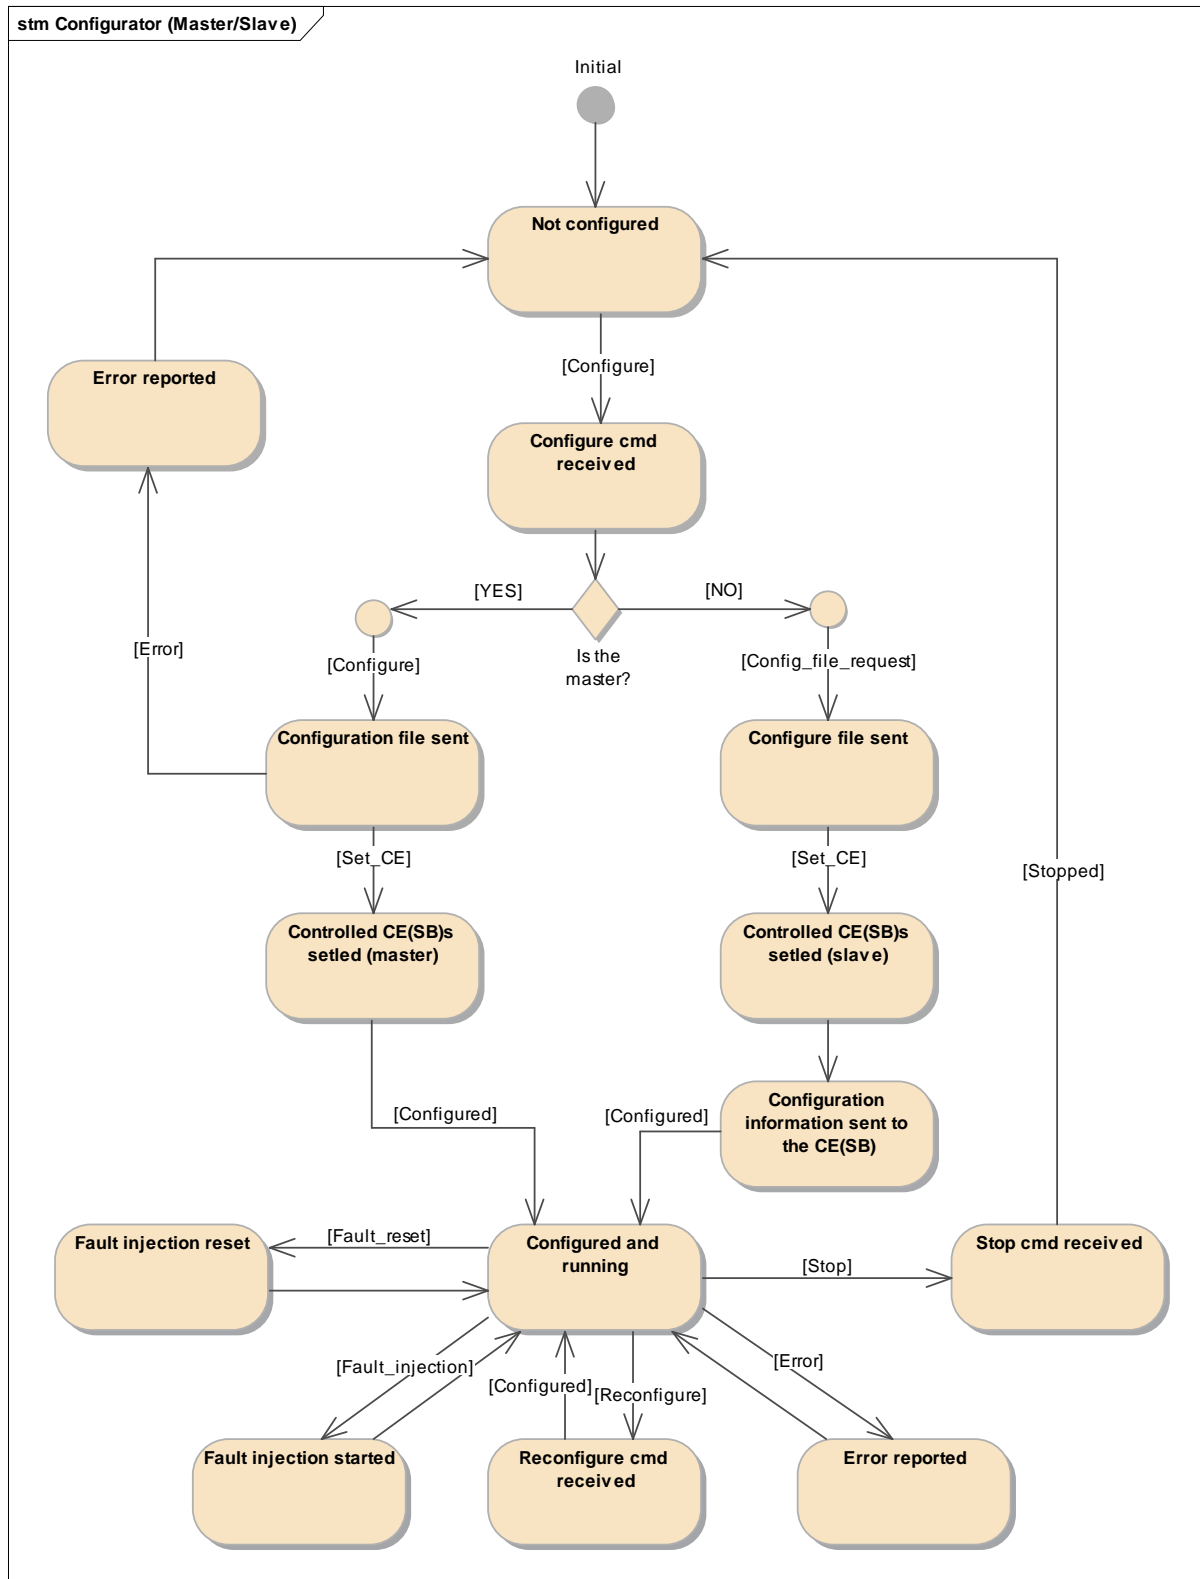 stm Configurator (Master/Slave)
Initial
Not configured
[Configure]
Error reported
Configure cmd
received
[YES]
[NO]
Is the
master?
[Error]
[Configure]
[Config_file_request]
Configuration file sent
Configure file sent
[Set_CE]
[Set_CE]
[Stopped]
Controlled CE(SB)s
setled (master)
Controlled CE(SB)s
setled (slave)
Configuration
information sent to
the CE(SB)
[Configured]
[Configured]
Fault injection reset
[Fault_reset]
Configured and
running
[Stop]
Stop cmd received
[Fault_injection]
[Configured]
[Reconfigure]
[Error]
Fault injection started
Reconfigure cmd
received
Error reported